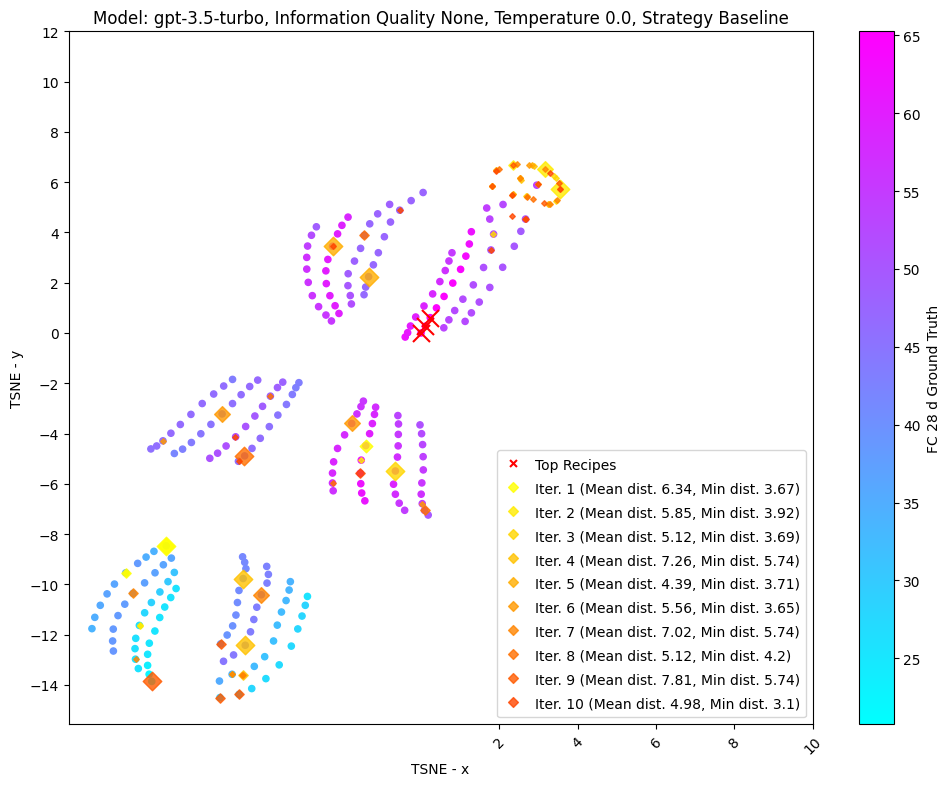 Model: gpt-3.5-turbo, Information Quality None, Temperature 0.0, Strategy Baseline
12
10
8
6
4
2
0
−2
−4
−6
−8
−10
−12
−14
TSNE - y
2
4
6
8
10
TSNE - x
Top Recipes
Iter. 1 (Mean dist. 6.34, Min dist. 3.67)
Iter. 2 (Mean dist. 5.85, Min dist. 3.92)
Iter. 3 (Mean dist. 5.12, Min dist. 3.69)
Iter. 4 (Mean dist. 7.26, Min dist. 5.74)
Iter. 5 (Mean dist. 4.39, Min dist. 3.71)
Iter. 6 (Mean dist. 5.56, Min dist. 3.65)
Iter. 7 (Mean dist. 7.02, Min dist. 5.74)
Iter. 8 (Mean dist. 5.12, Min dist. 4.2)
Iter. 9 (Mean dist. 7.81, Min dist. 5.74)
Iter. 10 (Mean dist. 4.98, Min dist. 3.1)
65
60
55
50
45
40
35
30
25
FC 28 d Ground Truth